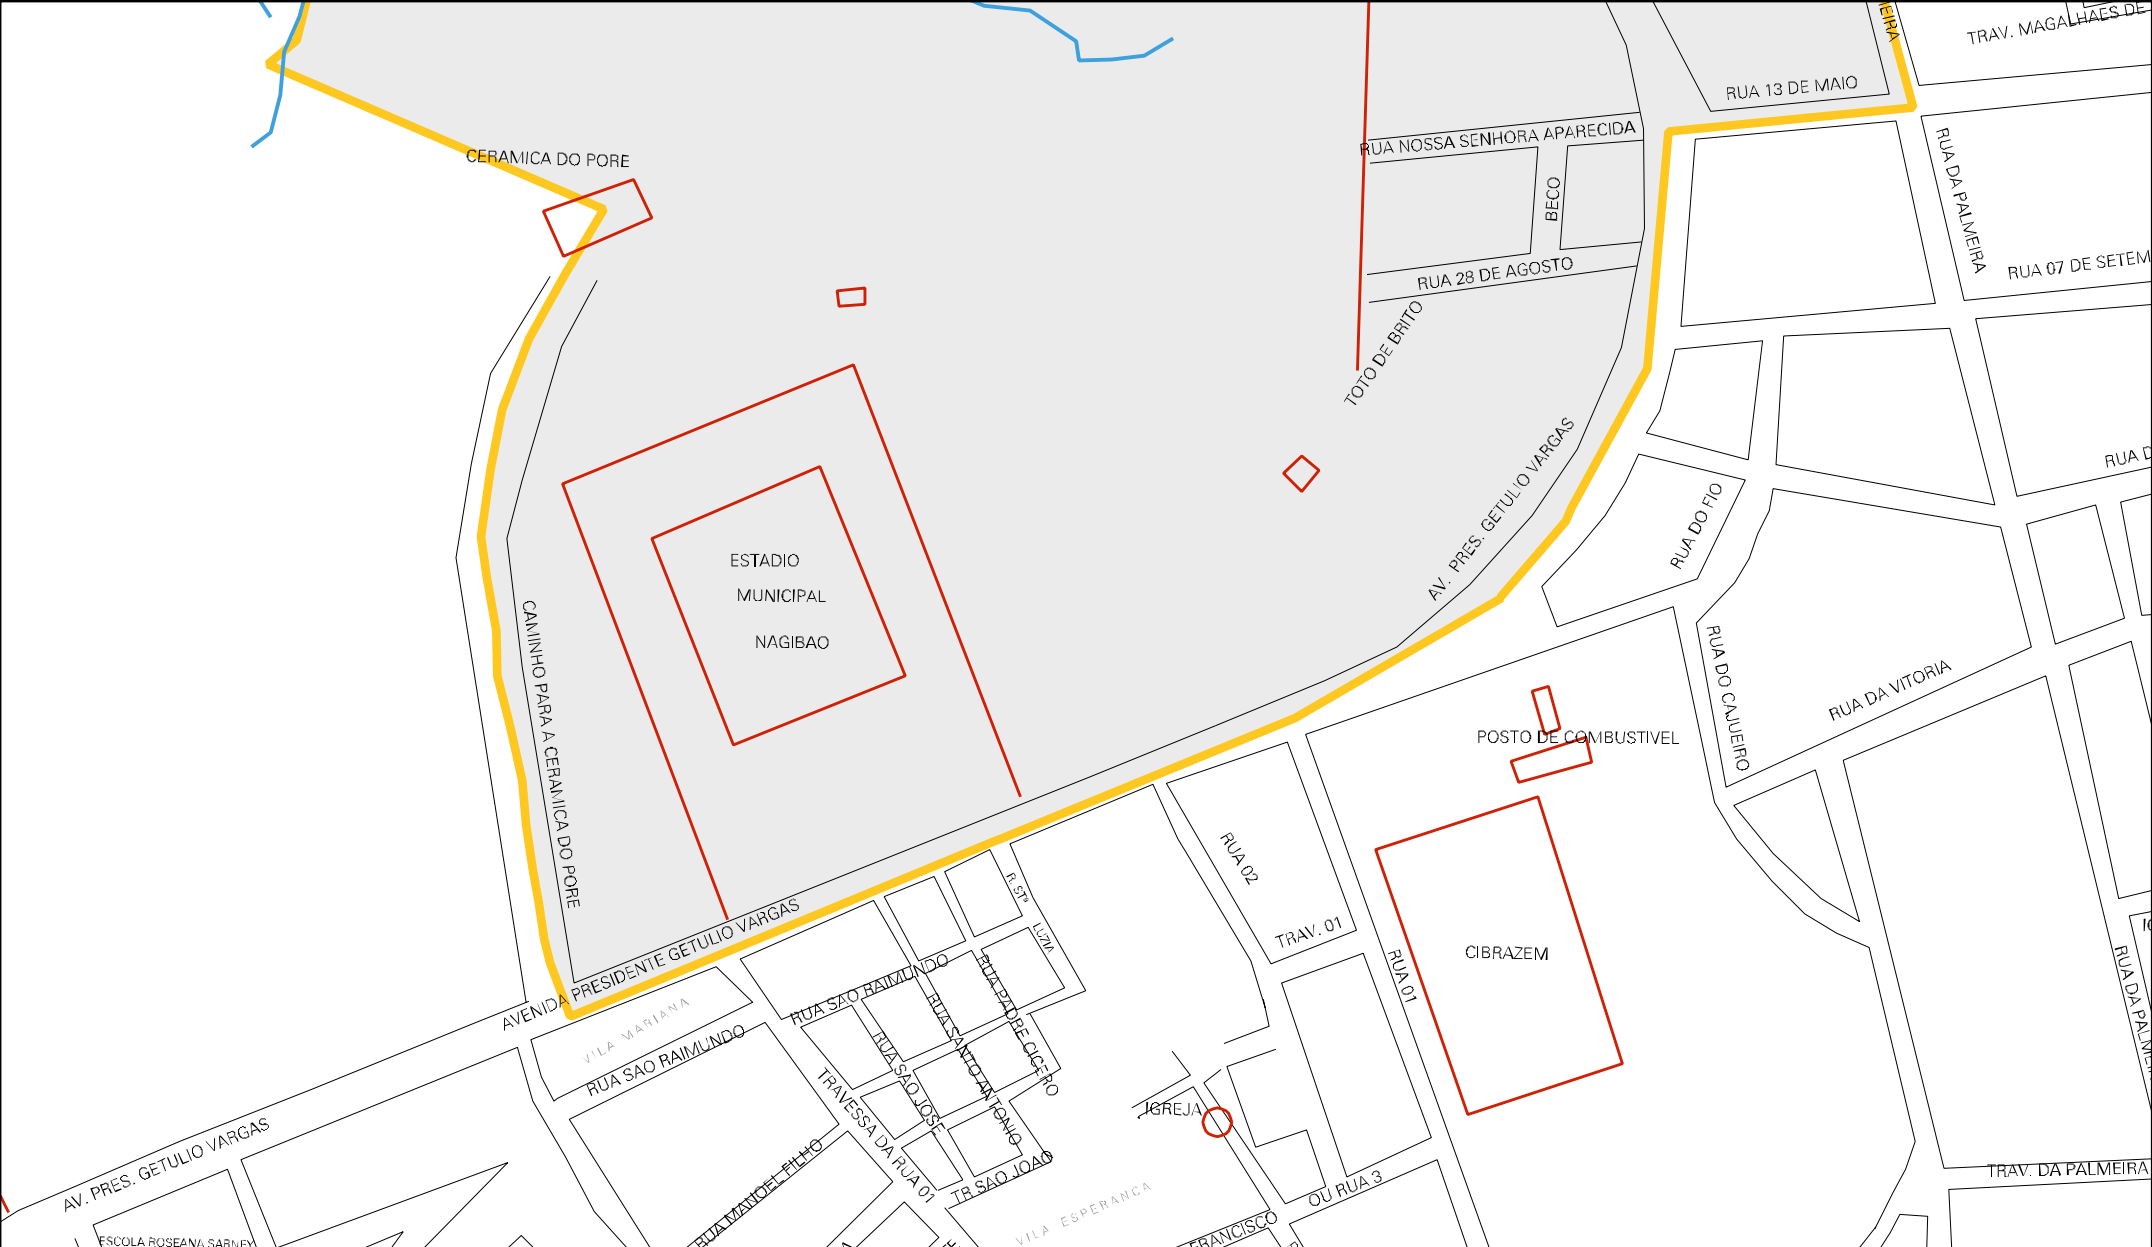 TRAV. MAGALHAES DE
EIRA
RUA 13 DE MAIO
RUA NOSSA SENHORA APARECIDA
CERAMICA DO PORE
BECO
RUA DA PALMEIRA
RUA 28 DE AGOSTO
RUA 07 DE SETEM
TOTO DE BRITO
RUA D
AV. PRES. GETULIO VARGAS
RUA DO FIO
ESTADIO
MUNICIPAL
NAGIBAO
CAMINHO PARA A CERAMICA DO PORE
RUA DO CAJUEIRO
RUA DA VITORIA
POSTO DE COMBUSTIVEL
RUA 02
R. STª
LUZIA
TRAV. 01
RUA 01
CIBRAZEM
AVENIDA PRESIDENTE GETULIO VARGAS
RUA SAO RAIMUNDO
RUA PADRE CICERO
RUA SANTO ANTONIO
RUA SAO JOSE
VILA MARIANA
RUA SAO RAIMUNDO
TRAVESSA DA RUA 01
RUA DA PALMEI
IGREJA
AV. PRES. GETULIO VARGAS
RUA MANOEL FILHO
TR SAO JOAO
VILA ESPERANCA
OU RUA 3
FRANCISCO
TRAV. DA PALMEIRA
ESCOLA ROSEANA SARNEY